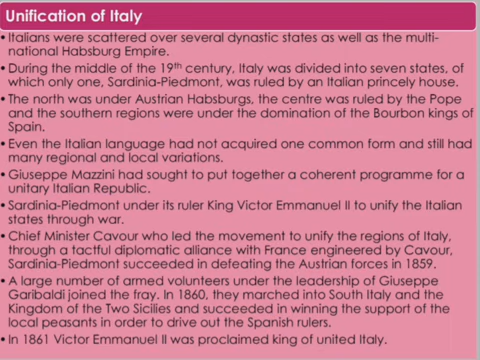 Unification of Italy
• Italians were scattered over several dynastic states as well as the multi-
national Habsburg Empire.
• During the middle of the 19th century, Italy was divided into seven states, of
which only one, Sardinia-Piedmont, was ruled by an Italian princely house.
• The north was under Austrian Habsburgs, the centre was ruled by the Pope
and the southern regions were under the domination of the Bourbon kings of
Spain.
• Even the Italian language had not acquired one common form and still had
many regional and local variations.
• Giuseppe Mazzini had sought to put together a coherent programme for a
unitary Italian Republic.
• Sardinia-Piedmont under its ruler King Victor Emmanuel II to unify the Italian
states through war.
• Chief Minister Cavour who led the movement to unify the regions of Italy,
through a tactful diplomatic alliance with France engineered by Cavour,
Sardinia-Piedmont succeeded in defeating the Austrian forces in 1859.
• A large number of armed volunteers under the leadership of Giuseppe
Garibaldi joined the fray. In 1860, they marched into South Italy and the
Kingdom of the Two Sicilies and succeeded in winning the support of the
local peasants in order to drive out the Spanish rulers.
• In 1861 Victor Emmanuel II was proclaimed king of united Italy.